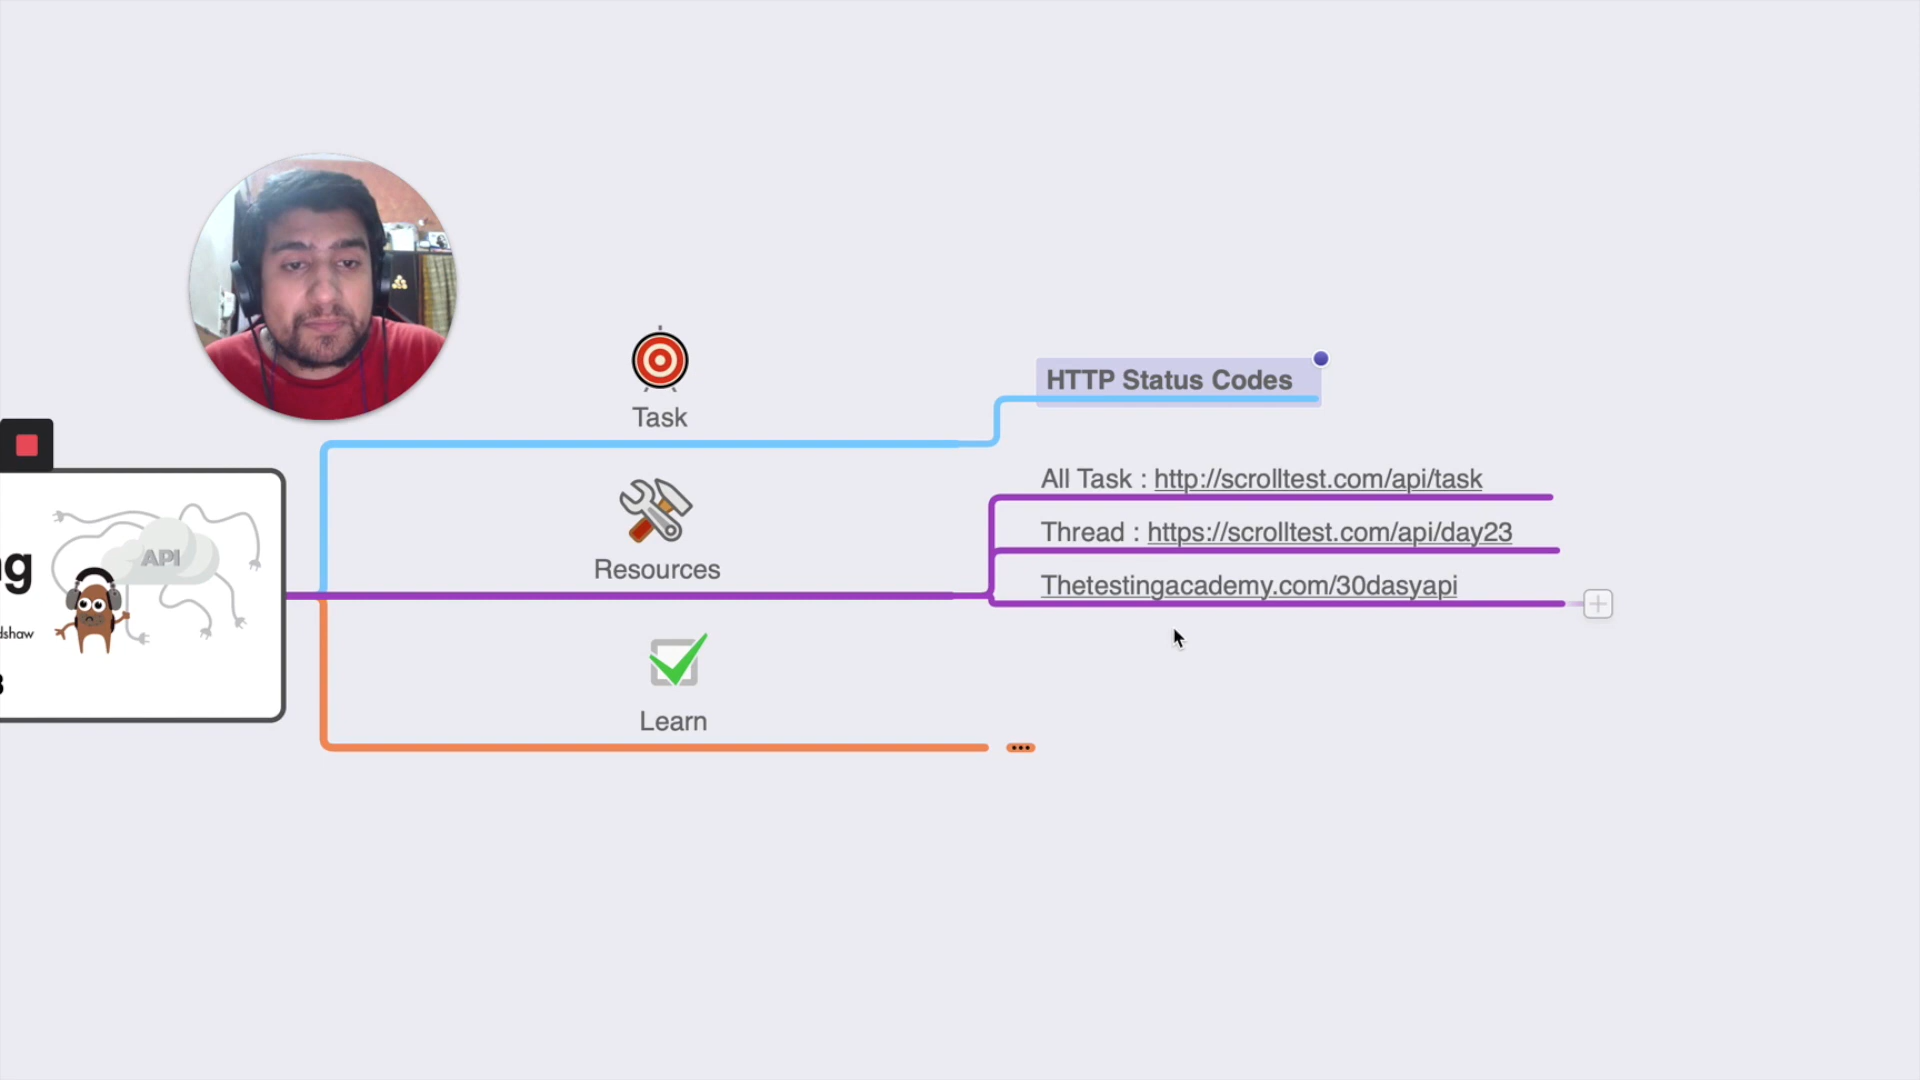 HTTP Status Codes
Task
All Task : http://scrolltest.com/api/task
Thread : https://scrolltest.com/api/day23
Thetestingacademy.com/30dasyapi
Resources
API
g
dshaw
Learn